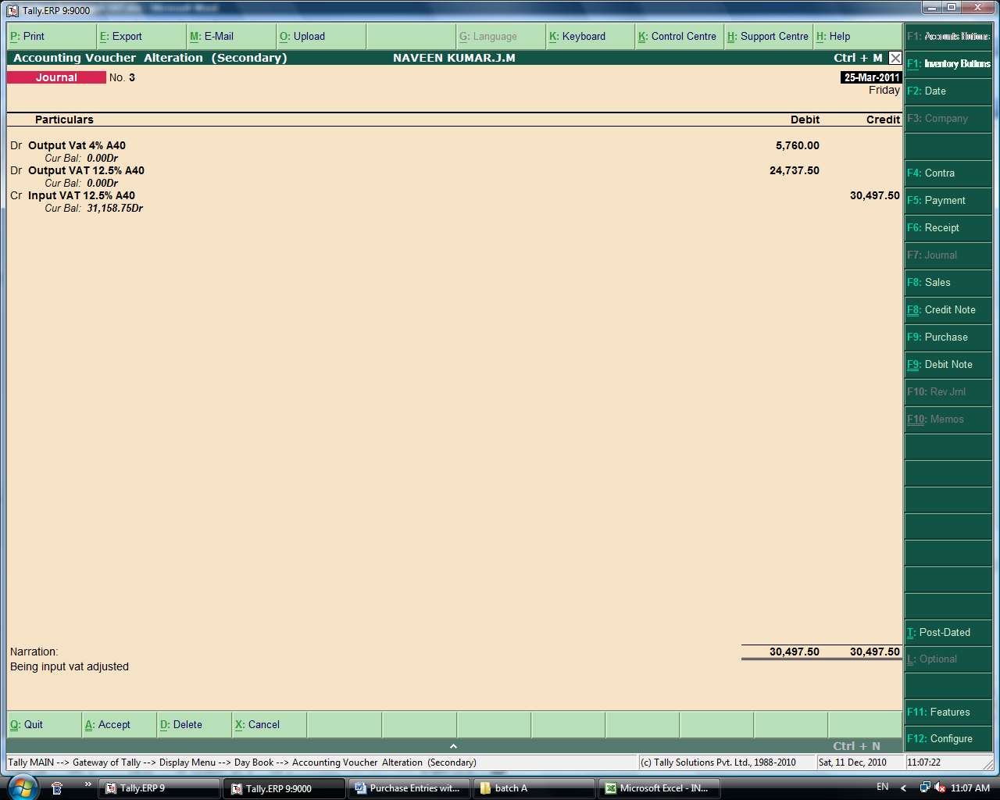 Tally.ERP 9:9000
P: Print E: Export M: E-Mail O: Upload G: Language K: Keyboard K: Control Centre H: Support Centre H: Help
Accounting Voucher Alteration (Secondary) NAVEEN KUMAR.J.M Ctrl + M
Journal No. 3 25-Mar-2011
Friday
Particulars Debit Credit
Dr Output Vat 4% A40 5,760.00
Cur Bal: 0.00Dr
Dr Output VAT 12.5% A40 24,737.50
Cur Bal: 0.00Dr
Cr Input VAT 12.5% A40 30,497.50
Cur Bal: 31,158.75Dr
Narration: 30,497.50 30,497.50
Being input vat adjusted
Q: Quit A: Accept D: Delete X: Cancel
Ctrl + N
F1: Accounts Buttons
F1: Inventory Buttons
F2: Date
F3: Company
F4: Contra
F5: Payment
F6: Receipt
F7: Journal
F8: Sales
F8: Credit Note
F9: Purchase
F9: Debit Note
F10: Rev Jrnl
F10: Memos
T: Post-Dated
L: Optional
F11: Features
F12: Configure
Tally MAIN --> Gateway of Tally --> Display Menu --> Day Book --> Accounting Voucher Alteration (Secondary) (c) Tally Solutions Pvt. Ltd., 1988-2010 Sat, 11 Dec, 2010 11:07:22
Tally.ERP 9 Tally.ERP 9:9000 Purchase Entries wit... batch A Microsoft Excel - IN... EN 11:07 AM